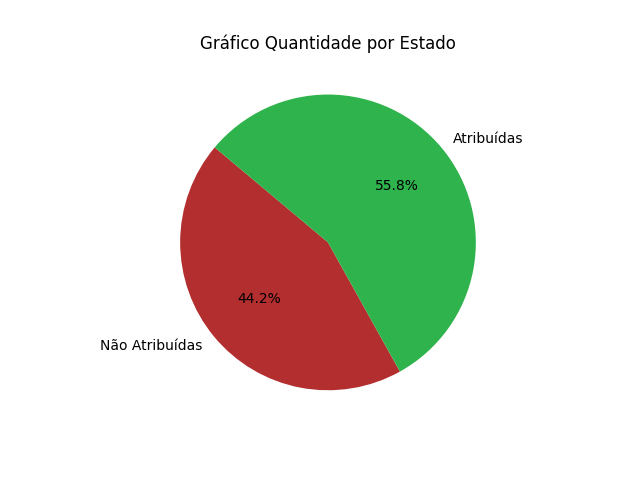 Gráfico Quantidade por Estado
Atribuídas
55.8%
44.2%
Não Atribuídas